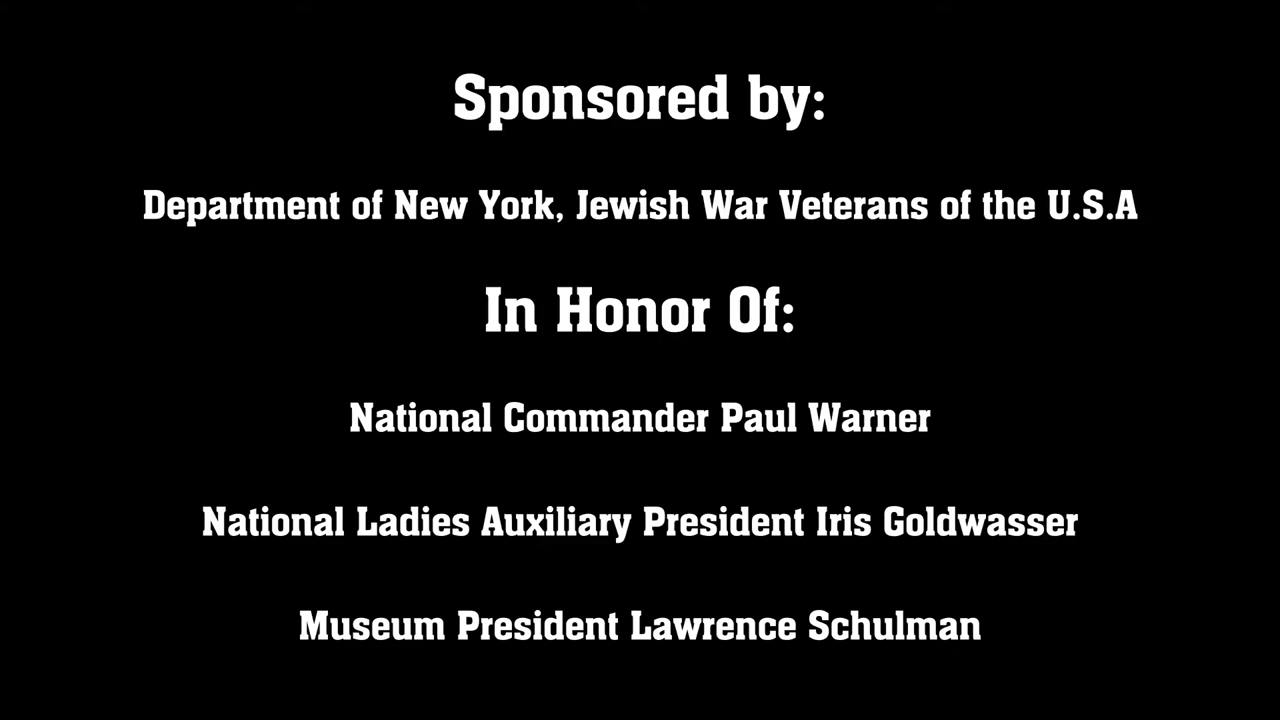 Sponsored by:
Department of New York, Jewish War Veterans of the U.S.A
In Honor Of:
National Commander Paul Warner
National Ladies Auxiliary President Iris Goldwasser
Museum President Lawrence Schulman